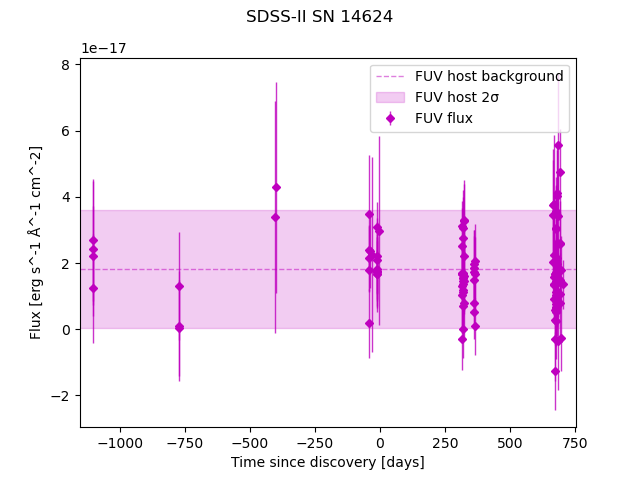 SDSS-II SN 14624
1e−17
FUV host background
FUV host 2σ
FUV flux
8
6
4
2
0
−2
Flux [erg s^-1 Å^-1 cm^-2]
−1000
−750
−500
−250
0
250
500
750
Time since discovery [days]